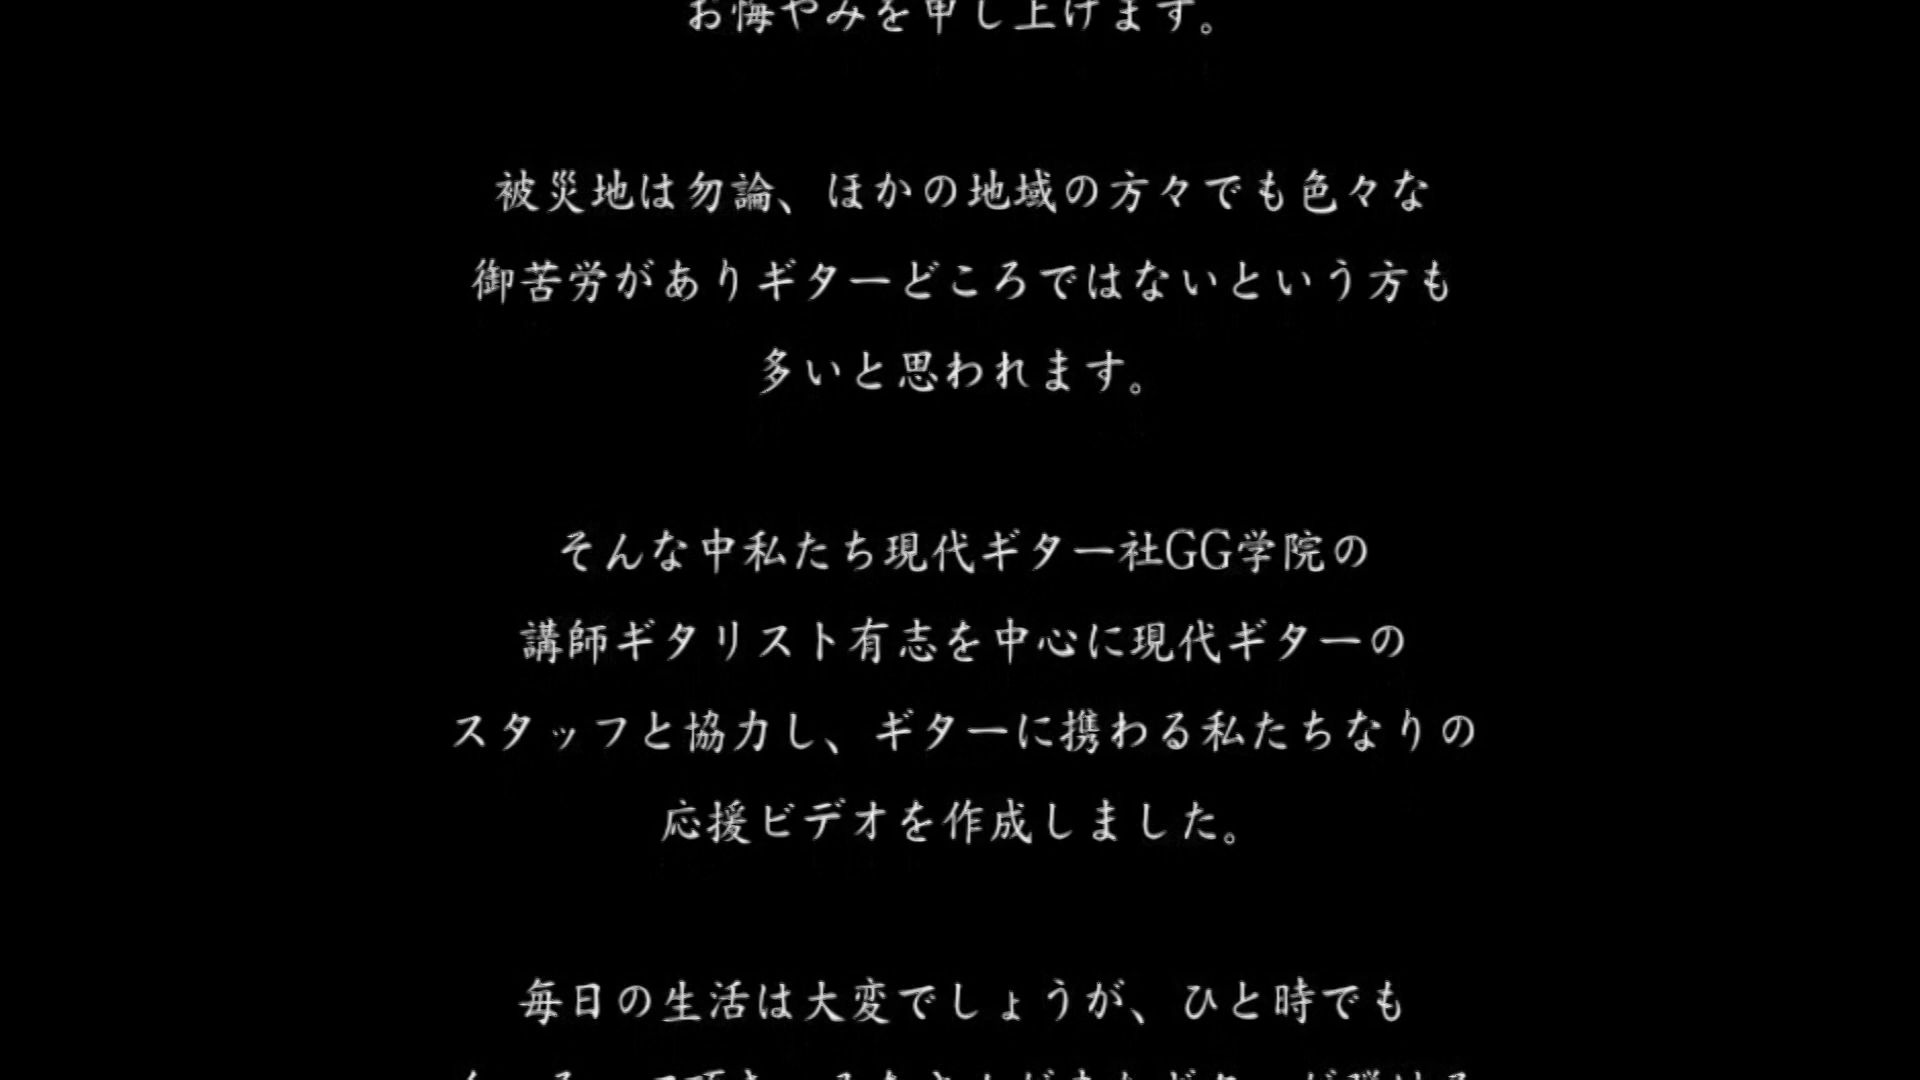 お悔やみを申し上げます。
被災地は勿論、ほかの地域の方々でも色々な
御苦労がありギターどころではないという方も
多いと思われます。
そんな中私たち現代ギター社GG学院の
講師ギタリスト有志を中心に現代ギターの
スタッフと協力し、ギターに携わる私たちなりの
応援ビデオを作成しました。
毎日の生活は大変でしょうが、ひと時でも